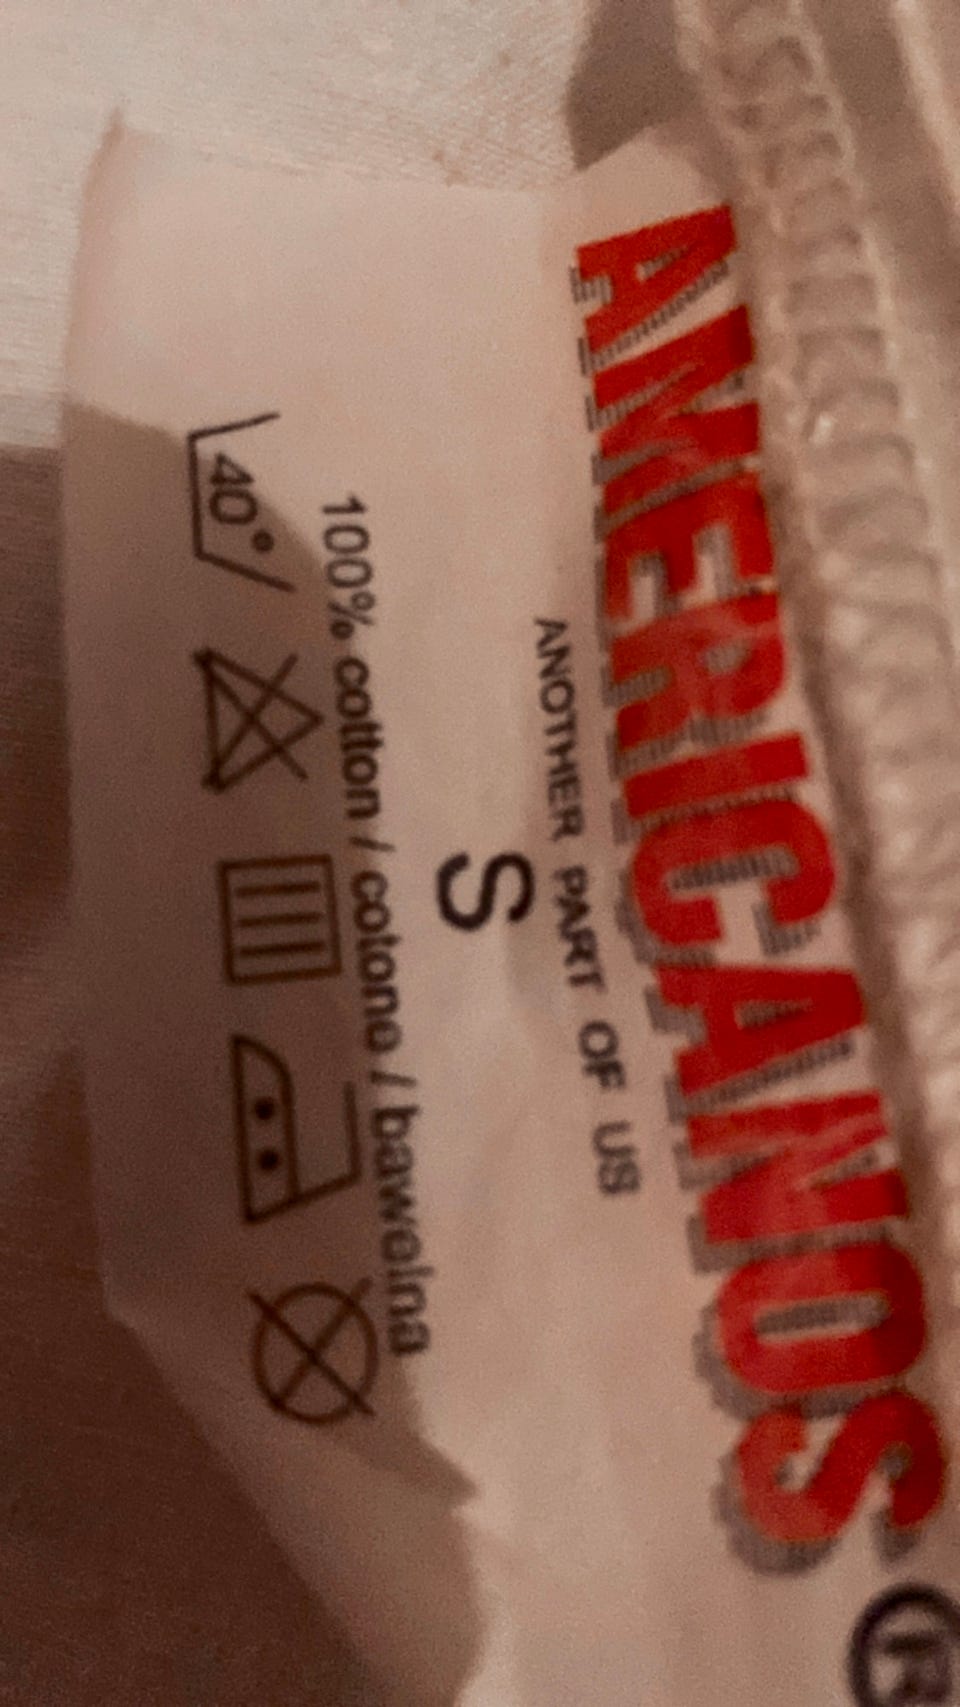 AMERICANOS®
ANOTHER PART OF US
S
100% cotton / cotone / bawełna
40°